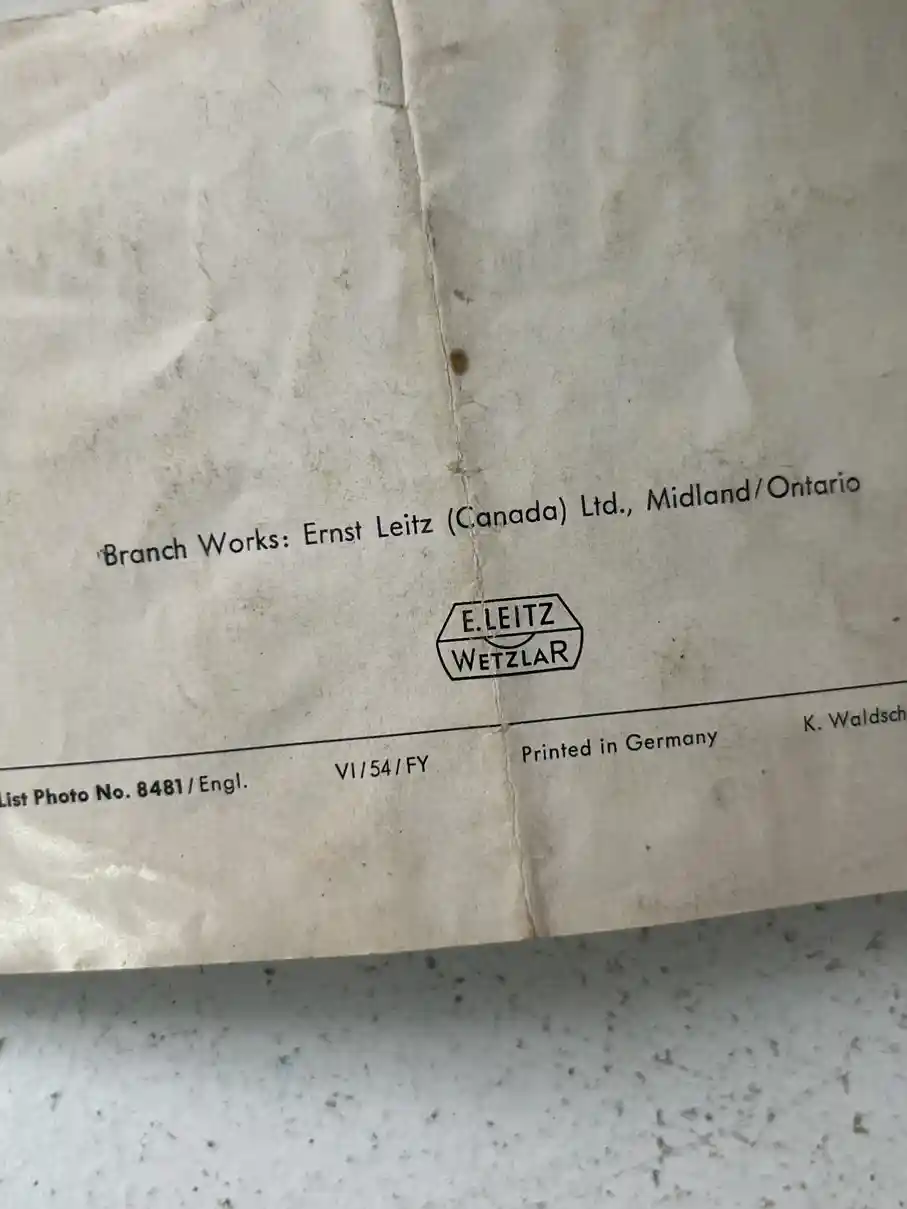 Branch Works: Ernst Leitz (Canada) Ltd., Midland/Ontario
E. LEITZ
WETZLAR
List Photo No. 8481/Engl. VI/54/FY Printed in Germany K. Waldsch